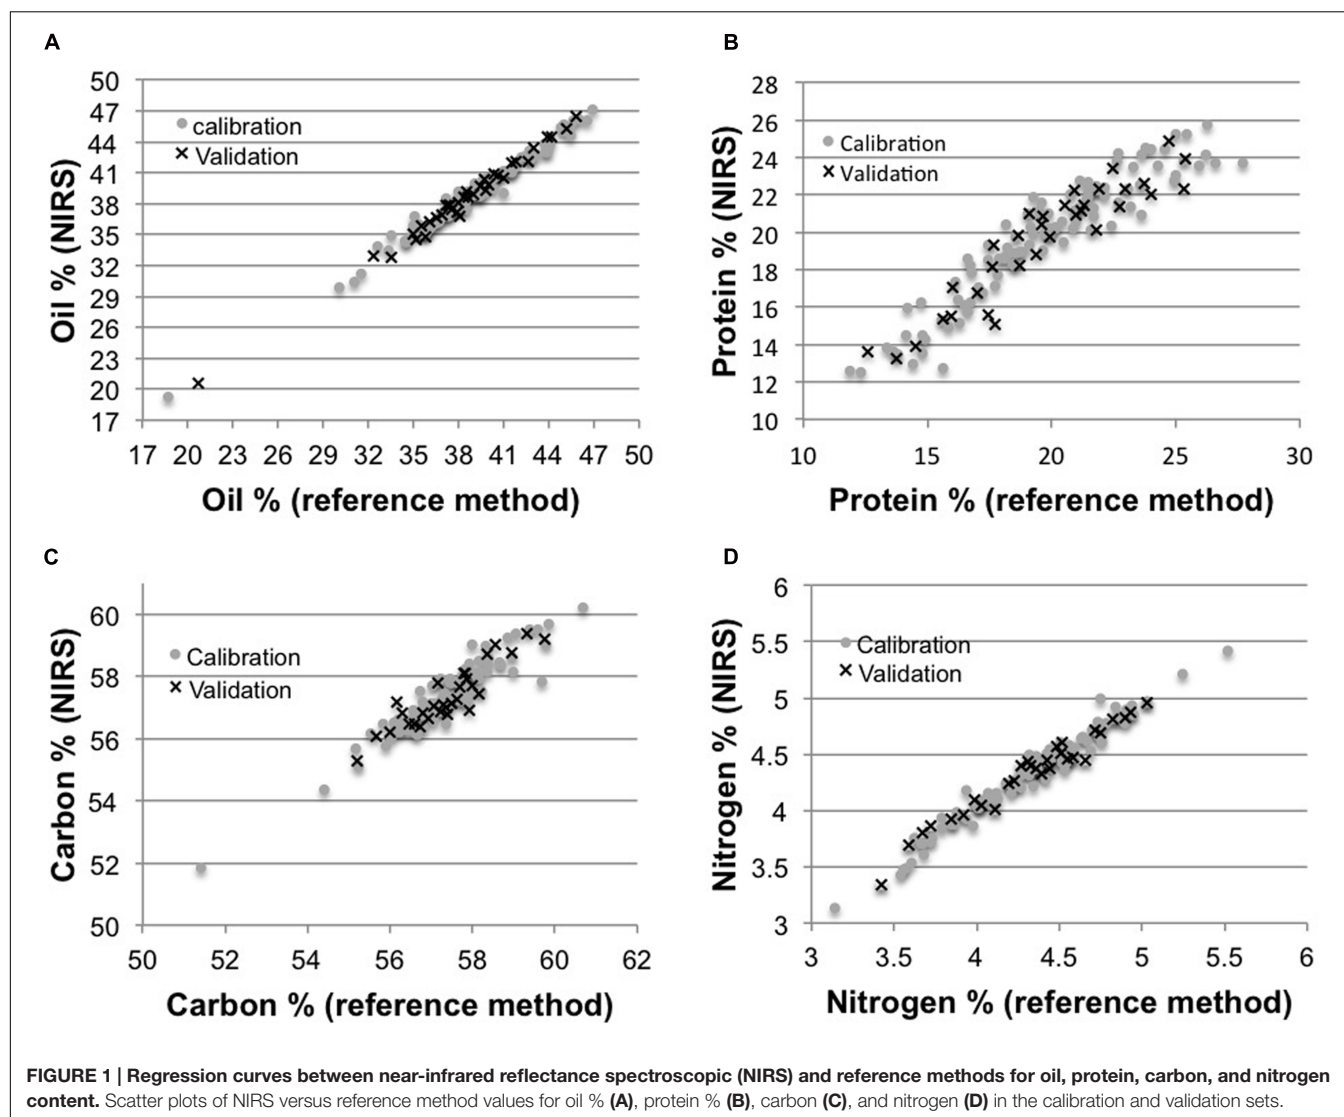 A
50
47
44
41
38
35
32
29
26
23
20
17
Oil % (NIRS)
calibration
Validation
17 20 23 26 29 32 35 38 41 44 47 50
Oil % (reference method)
B
28
26
24
22
20
18
16
14
12
10
Protein % (NIRS)
Calibration
Validation
10 15 20 25 30
Protein % (reference method)
C
60
58
56
54
52
50
Carbon % (NIRS)
Calibration
Validation
50 52 54 56 58 60 62
Carbon % (reference method)
D
6
5.5
5
4.5
4
3.5
3
Nitrogen % (NIRS)
Calibration
Validation
3 3.5 4 4.5 5 5.5 6
Nitrogen % (reference method)
FIGURE 1 | Regression curves between near-infrared reflectance spectroscopic (NIRS) and reference methods for oil, protein, carbon, and nitrogen
content. Scatter plots of NIRS versus reference method values for oil % (A), protein % (B), carbon (C), and nitrogen (D) in the calibration and validation sets.